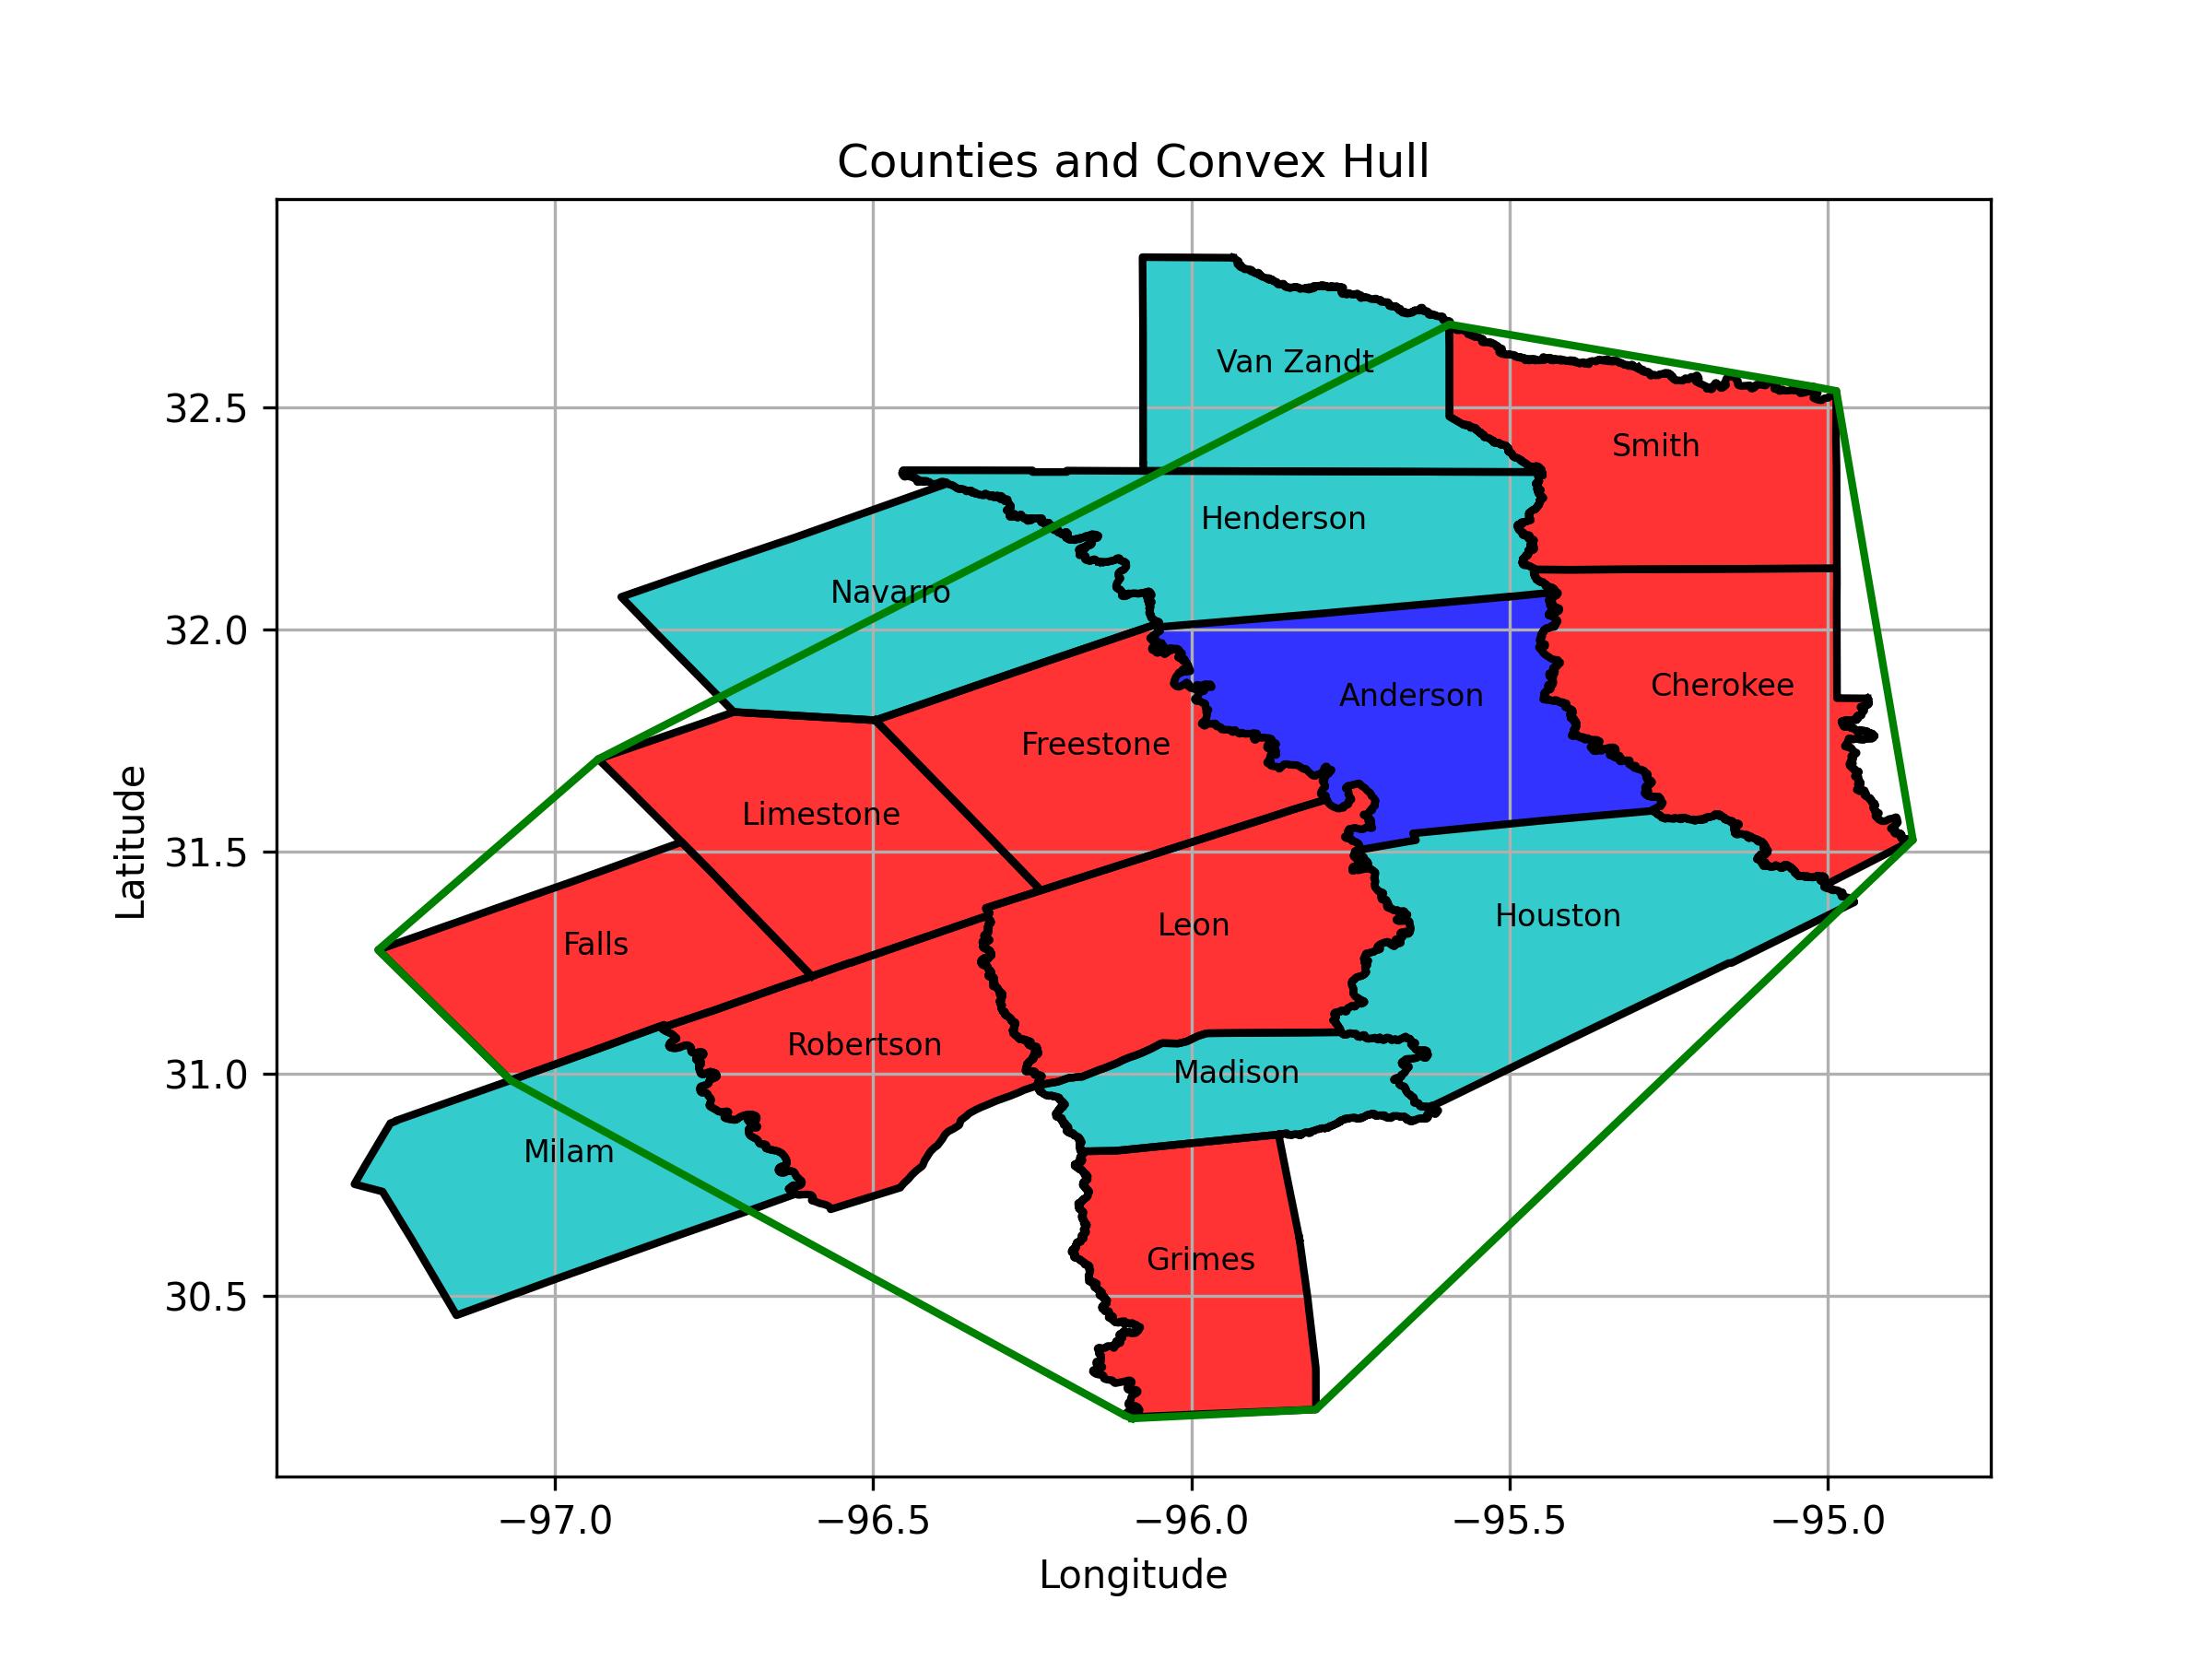 Counties and Convex Hull
Van Zandt
Smith
Henderson
Navarro
Cherokee
Anderson
Freestone
Limestone
Houston
Leon
Falls
Robertson
Madison
Milam
Grimes
32.5
32.0
31.5
31.0
30.5
Latitude
−97.0 −96.5 −96.0 −95.5 −95.0
Longitude